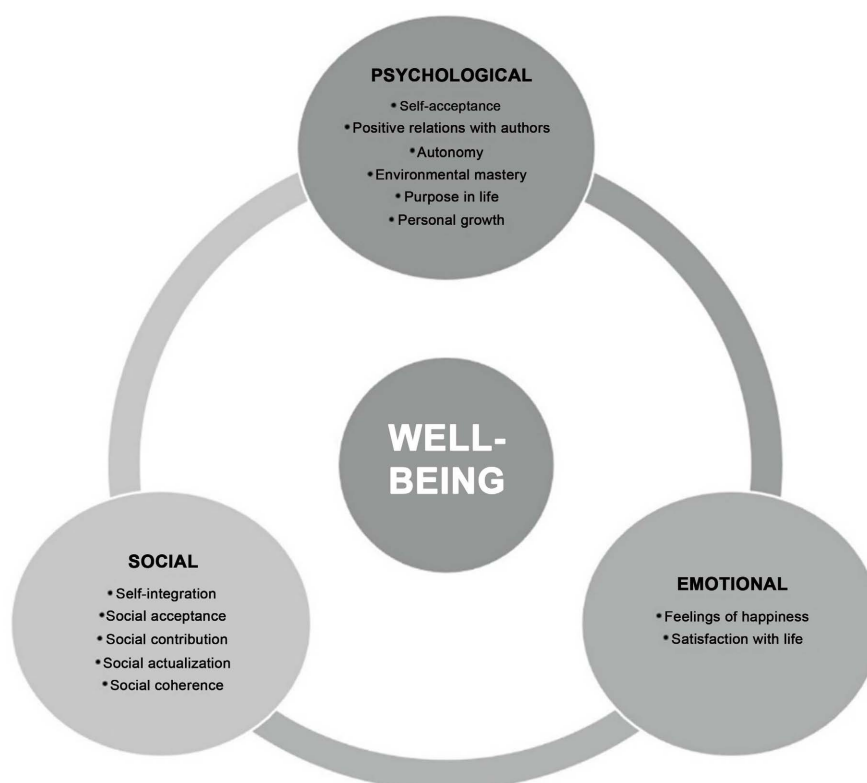 PSYCHOLOGICAL
• Self-acceptance
• Positive relations with authors
• Autonomy
• Environmental mastery
• Purpose in life
• Personal growth
WELL-
BEING
SOCIAL
• Self-integration
• Social acceptance
• Social contribution
• Social actualization
• Social coherence
EMOTIONAL
• Feelings of happiness
• Satisfaction with life